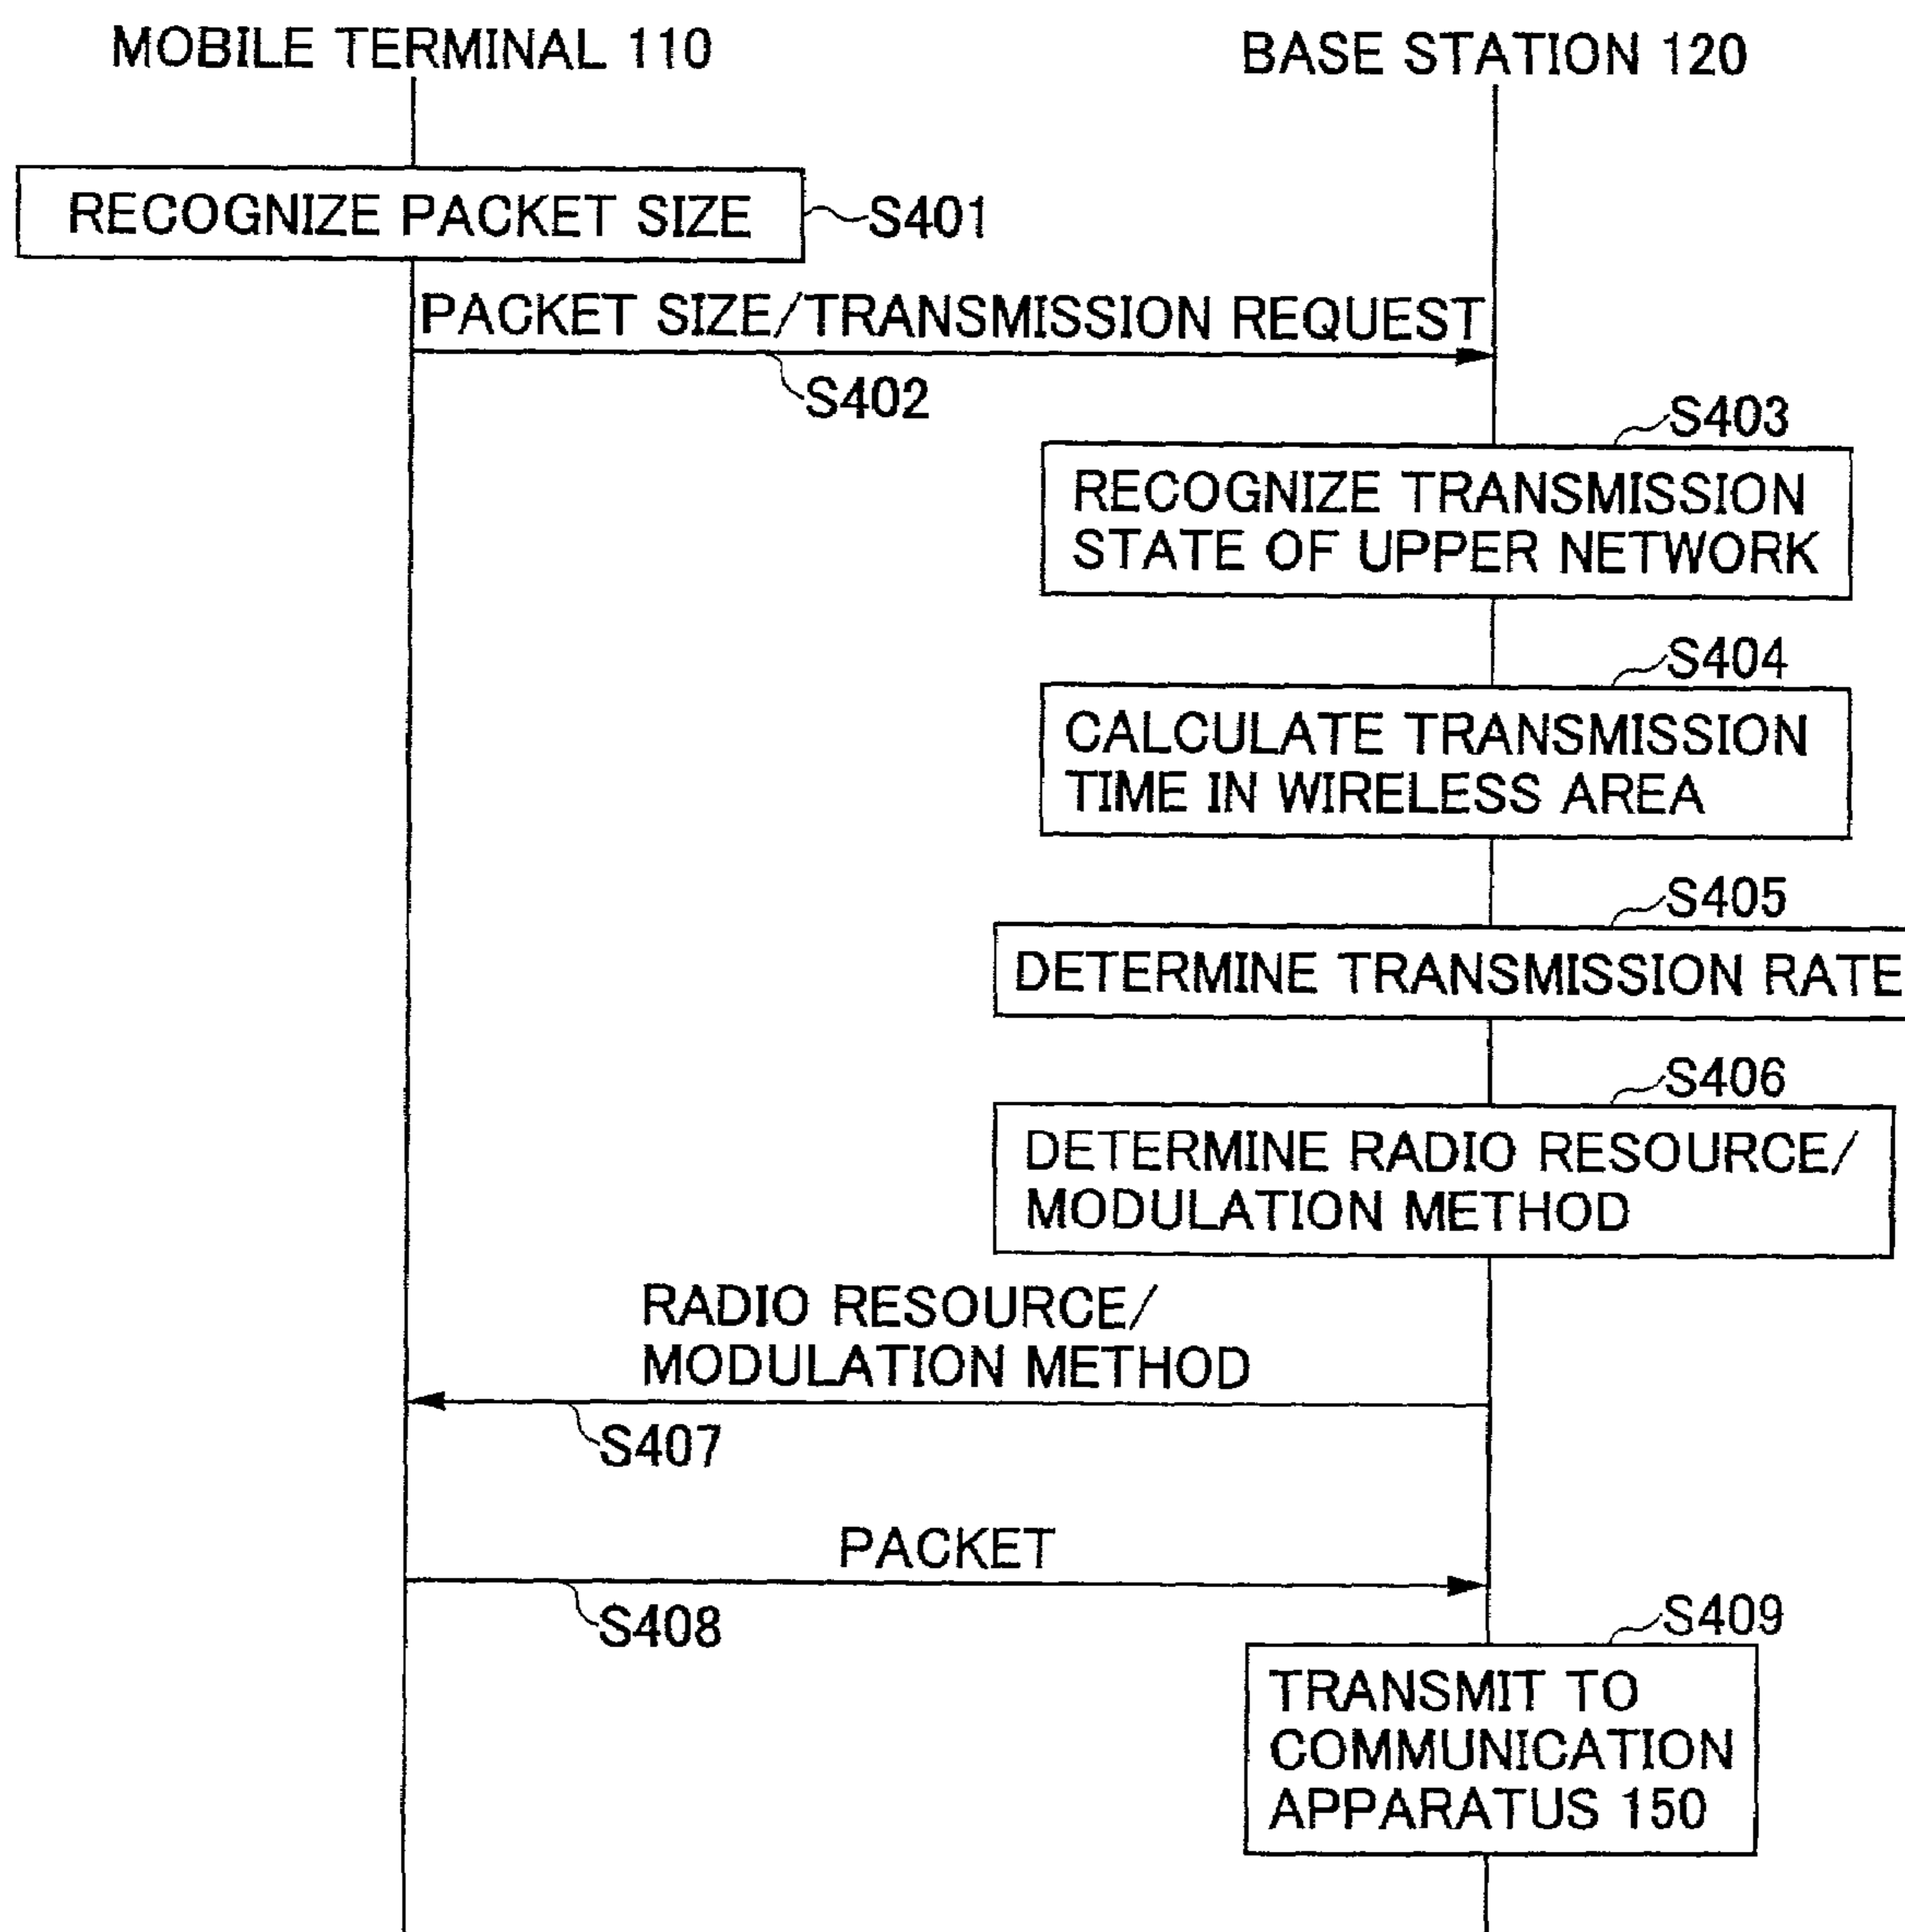 MOBILE TERMINAL 110
BASE STATION 120
RECOGNIZE PACKET SIZE
S401
PACKET SIZE/TRANSMISSION REQUEST
S402
S403
RECOGNIZE TRANSMISSION
STATE OF UPPER NETWORK
S404
CALCULATE TRANSMISSION
TIME IN WIRELESS AREA
S405
DETERMINE TRANSMISSION RATE
S406
DETERMINE RADIO RESOURCE/
MODULATION METHOD
RADIO RESOURCE/
MODULATION METHOD
S407
PACKET
S408
S409
TRANSMIT TO
COMMUNICATION
APPARATUS 150